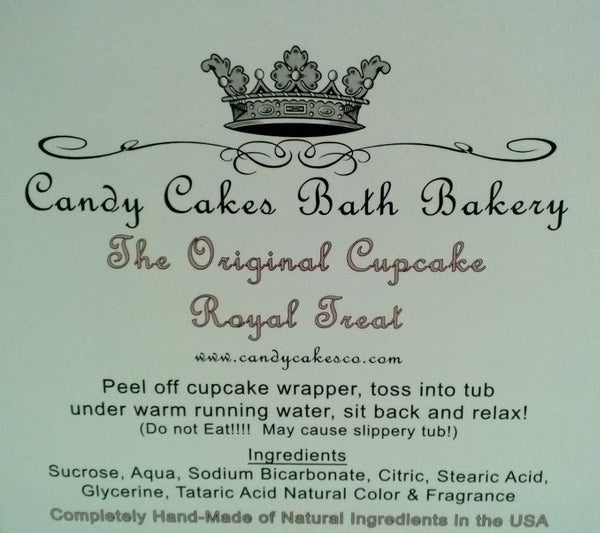 Candy Cakes Bath Bakery
The Original Cupcake
Royal Treat
www.candycakesco.com
Peel off cupcake wrapper, toss into tub
under warm running water, sit back and relax!
(Do not Eat!!!! May cause slippery tub!)
Ingredients
Sucrose, Aqua, Sodium Bicarbonate, Citric, Stearic Acid,
Glycerine, Tataric Acid Natural Color & Fragrance
Completely Hand-Made of Natural Ingredients in the USA